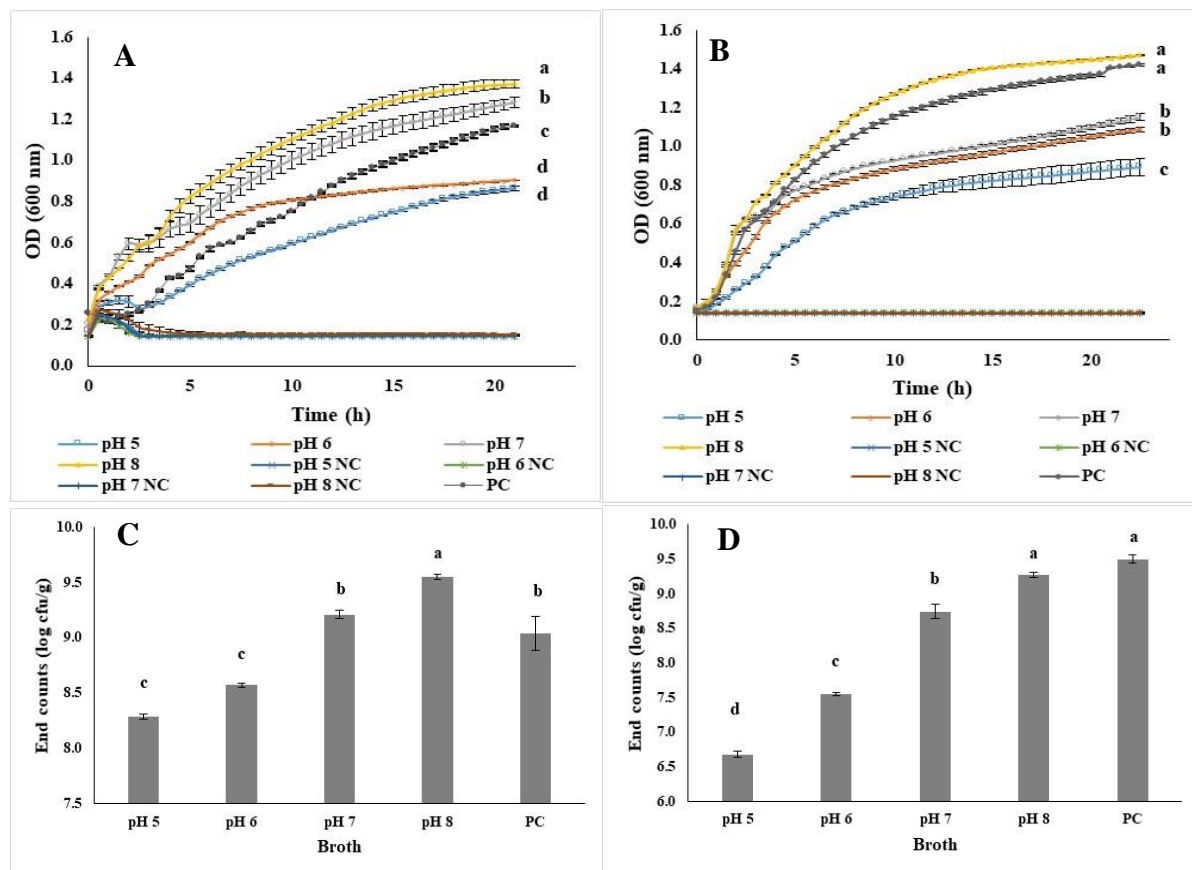 A
OD (600 nm)
1.6
1.4
1.2
1.0
0.8
0.6
0.4
0.2
0.0
a
b
c
d
d
0 5 10 15 20
Time (h)
pH 5 pH 6 pH 7
pH 8 pH 5 NC pH 6 NC
pH 7 NC pH 8 NC PC
B
OD (600 nm)
1.6
1.4
1.2
1.0
0.8
0.6
0.4
0.2
0.0
a
a
b
b
c
0 5 10 15 20
Time (h)
pH 5 pH 6 pH 7
pH 8 pH 5 NC pH 6 NC
pH 7 NC pH 8 NC PC
C
End counts (log cfu/g)
10.0
9.5
9.0
8.5
8.0
7.5
c c b a b
pH 5 pH 6 pH 7 pH 8 PC
Broth
D
End counts (log cfu/g)
10.0
9.5
9.0
8.5
8.0
7.5
7.0
6.5
6.0
d c b a a
pH 5 pH 6 pH 7 pH 8 PC
Broth